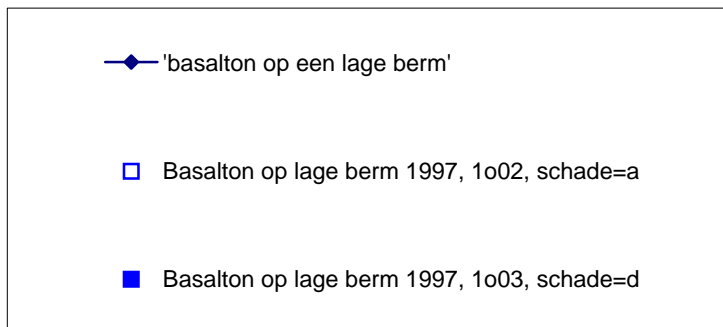 'basalton op een lage berm'
Basalton op lage berm 1997, 1o02, schade=a
Basalton op lage berm 1997, 1o03, schade=d